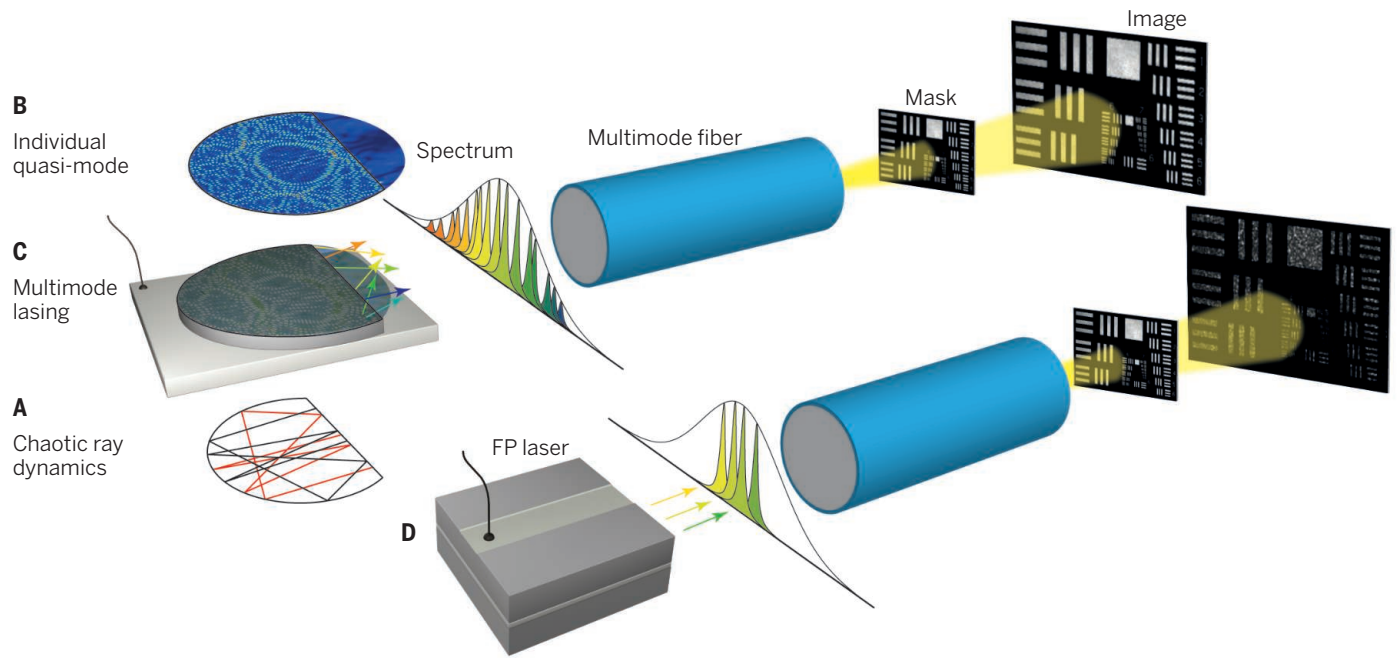 Image
Mask
B
Individual
quasi-mode
Spectrum
Multimode fiber
C
Multimode
lasing
A
Chaotic ray
dynamics
FP laser
D